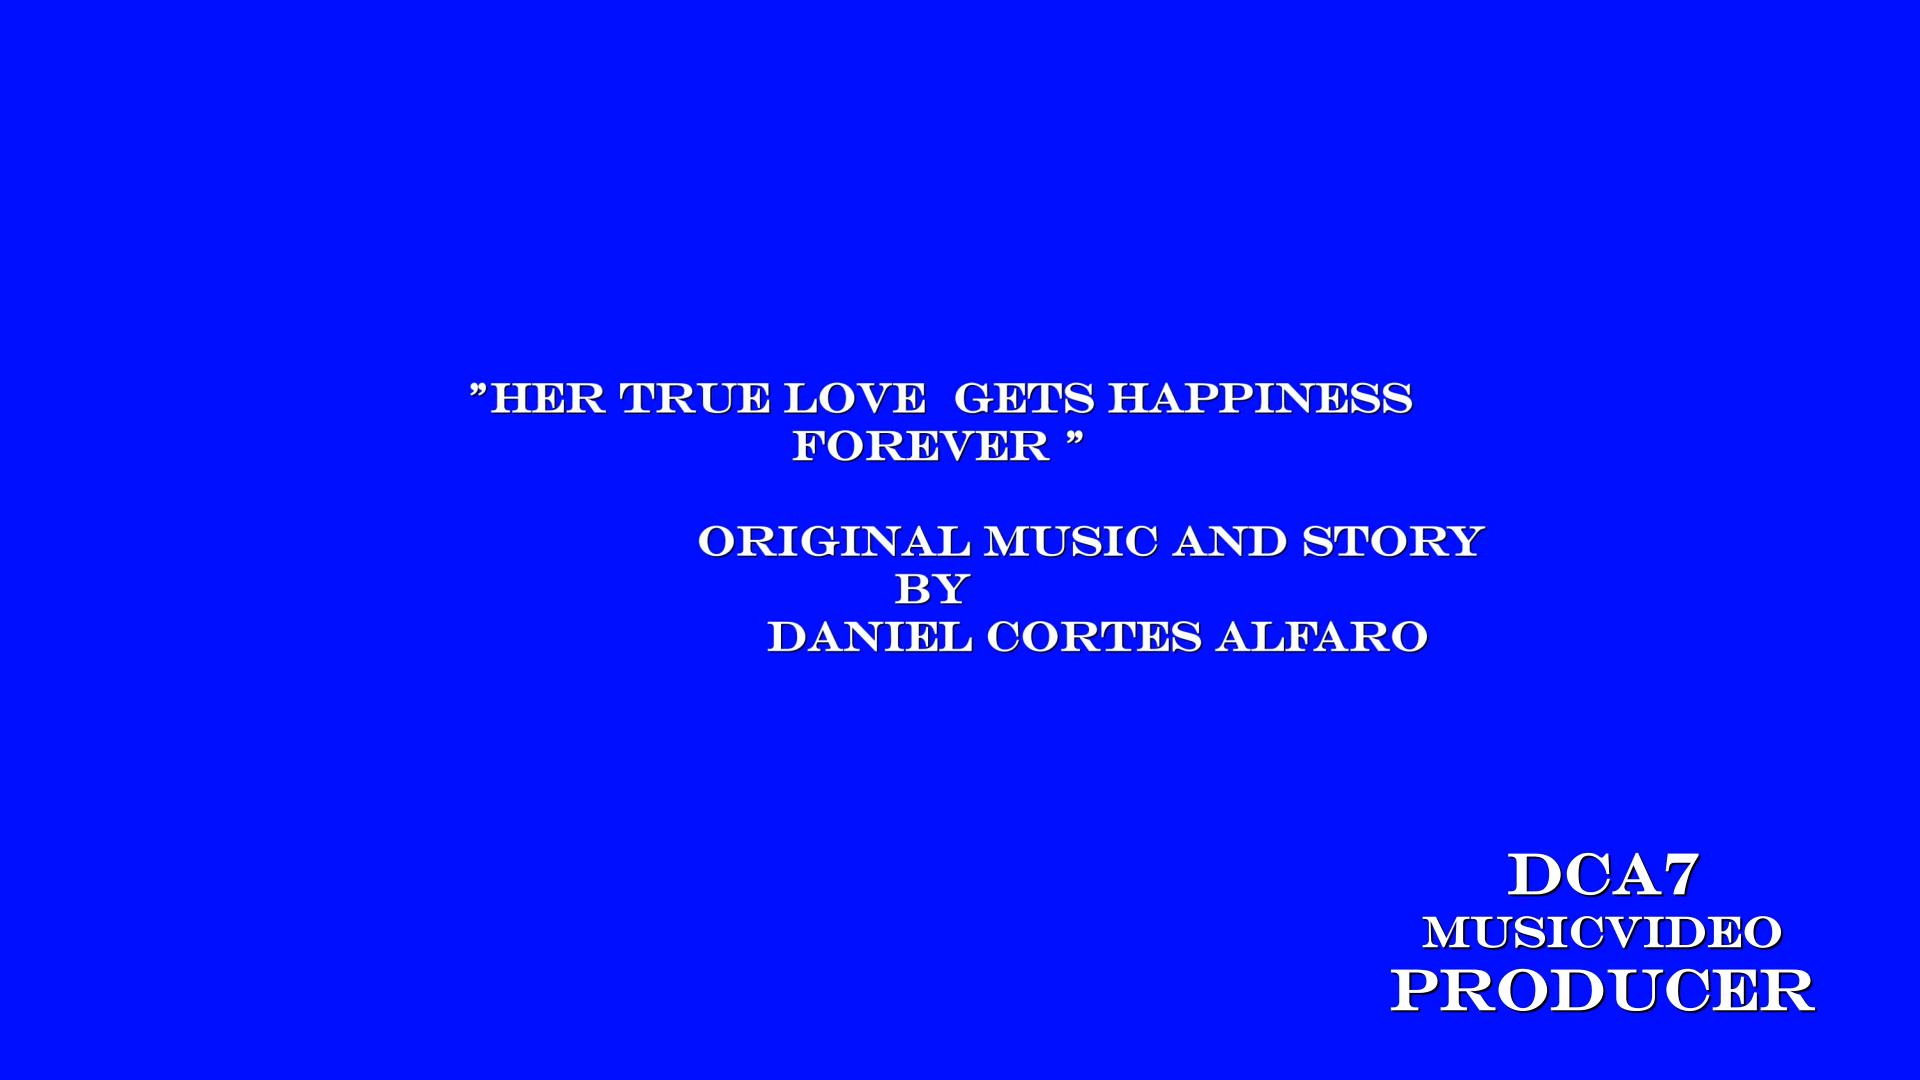 ”HER TRUE LOVE  GETS HAPPINESS
FOREVER ”
ORIGINAL MUSIC AND STORY
BY
DANIEL CORTES ALFARO
DCA7
MUSICVIDEO
PRODUCER